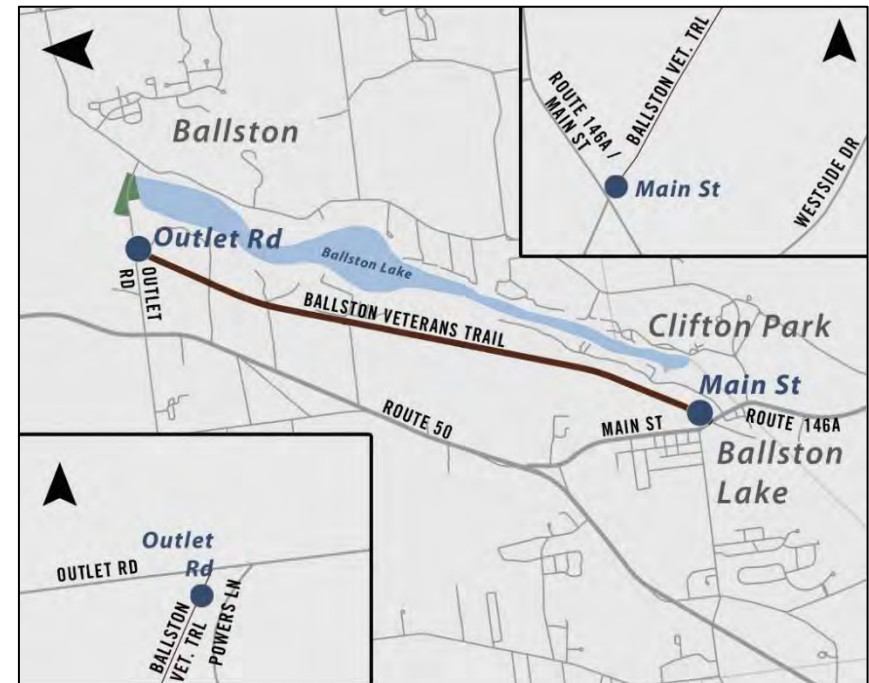 Ballston
Outlet Rd
OUTLET
RD
Ballston Lake
BALLSTON VETERANS TRAIL
ROUTE 50
Clifton Park
Main St
MAIN ST
ROUTE 146A
Ballston
Lake
ROUTE 146A /
MAIN ST
BALLSTON VET. TRL
Main St
WESTSIDE DR
Outlet
Rd
OUTLET RD
BALLSTON
VET. TRL
POWERS LN